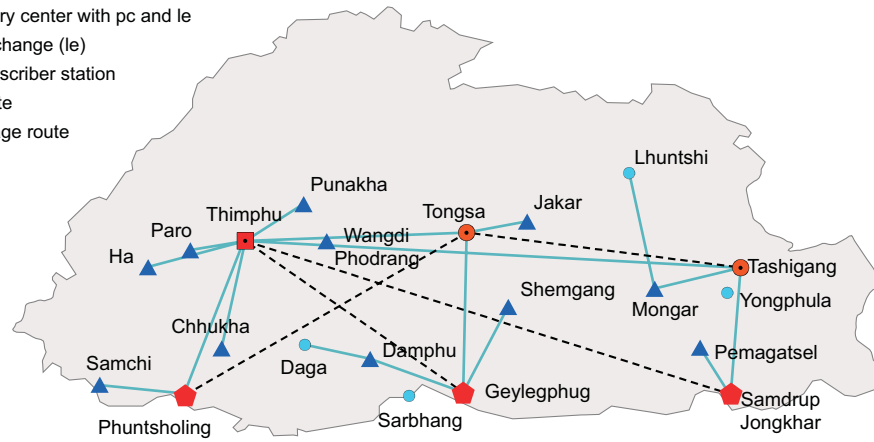 ry center with pc and le
change (le)
scriber station
te
ge route
Lhuntshi
Punakha
Jakar
Thimphu
Tongsa
Paro
Wangdi
Phodrang
Ha
Tashigang
Shemgang
Yongphula
Mongar
Chhukha
Damphu
Pemagatsel
Samchi
Daga
Geylegphug
Samdrup
Jongkhar
Sarbhang
Phuntsholing